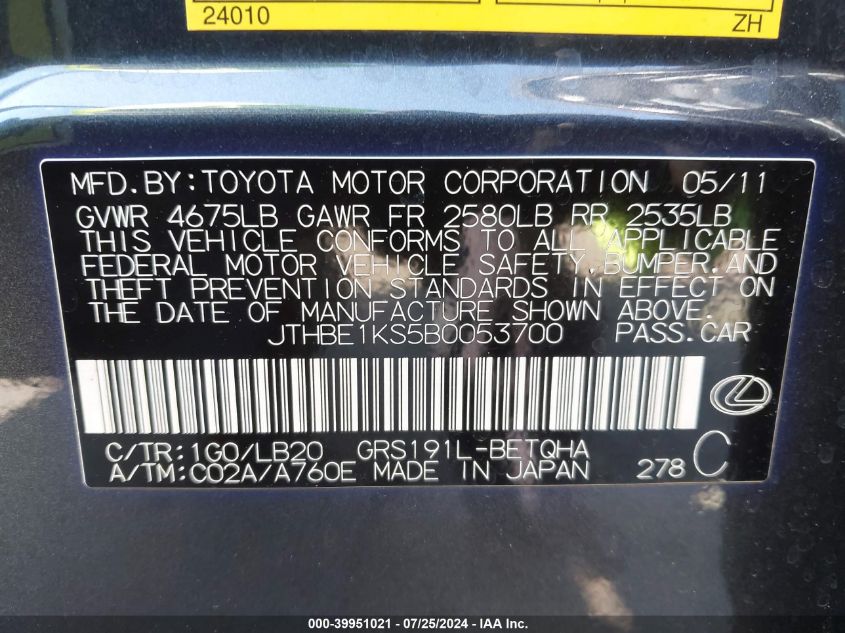 24010 ZH
MFD.BY:TOYOTA MOTOR CORPORATION 05/11
GVWR 4675LB GAWR FR 2580LB RR 2535LB
THIS VEHICLE CONFORMS TO ALL APPLICABLE
FEDERAL MOTOR VEHICLE SAFETY,BUMPER,AND
THEFT PREVENTION STANDARDS IN EFFECT ON
THE DATE OF MANUFACTURE SHOWN ABOVE.
JTHBE1KS5B0053700 PASS.CAR
C/TR:1G0/LB20 GRS191L-BETQHA
A/TM:C02A/A760E MADE IN JAPAN 278 C
000-39951021 - 07/25/2024 - IAA Inc.